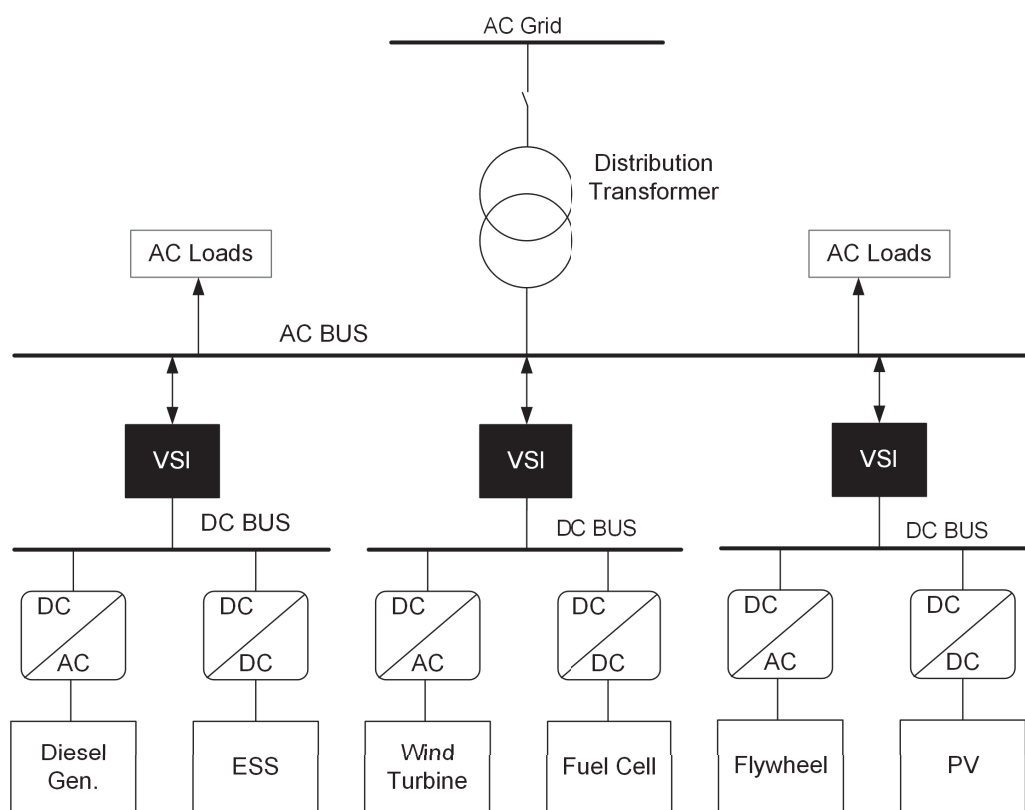 AC Grid
Distribution
Transformer
AC Loads
AC Loads
AC BUS
VSI
VSI
VSI
DC BUS
DC BUS
DC BUS
DC
AC
DC
DC
DC
AC
DC
DC
DC
AC
DC
DC
Diesel
Gen.
ESS
Wind
Turbine
Fuel Cell
Flywheel
PV